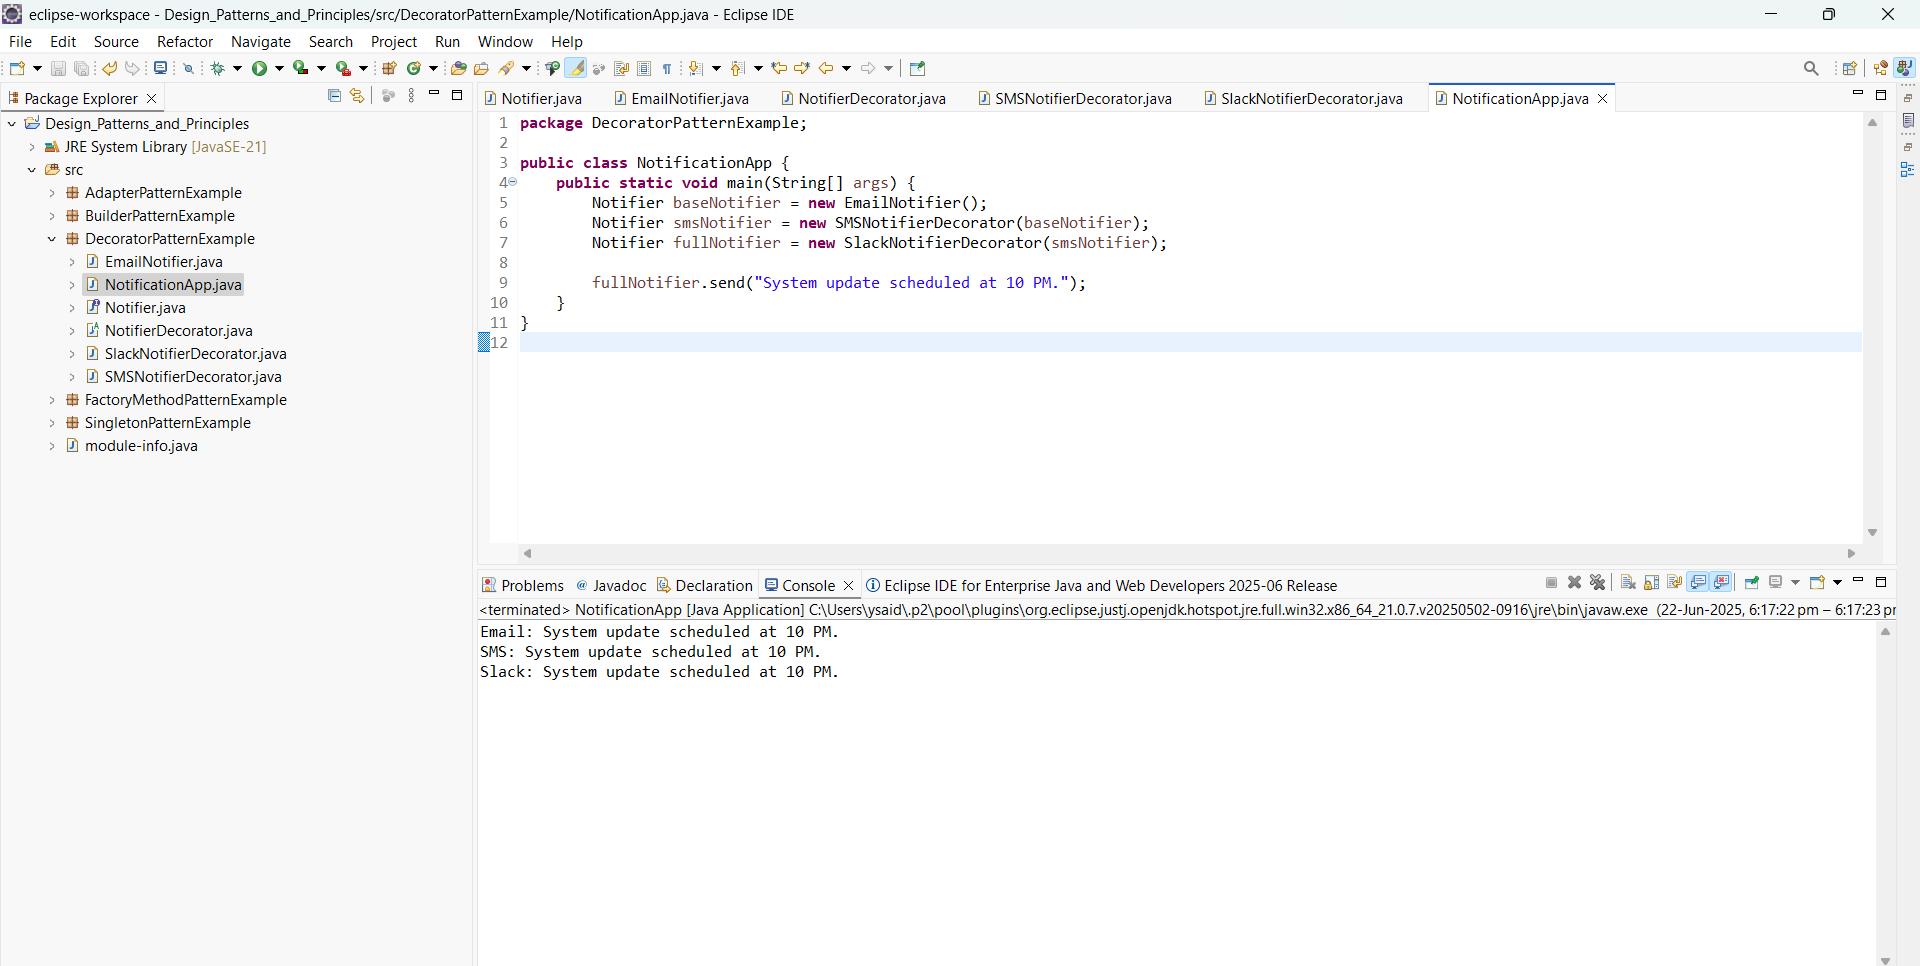 eclipse-workspace - Design_Patterns_and_Principles/src/DecoratorPatternExample/NotificationApp.java - Eclipse IDE
File Edit Source Refactor Navigate Search Project Run Window Help
Package Explorer
Design_Patterns_and_Principles
JRE System Library [JavaSE-21]
src
AdapterPatternExample
BuilderPatternExample
DecoratorPatternExample
EmailNotifier.java
NotificationApp.java
Notifier.java
NotifierDecorator.java
SlackNotifierDecorator.java
SMSNotifierDecorator.java
FactoryMethodPatternExample
SingletonPatternExample
module-info.java
Notifier.java EmailNotifier.java NotifierDecorator.java SMSNotifierDecorator.java SlackNotifierDecorator.java NotificationApp.java
1 package DecoratorPatternExample;
2
3 public class NotificationApp {
4     public static void main(String[] args) {
5         Notifier baseNotifier = new EmailNotifier();
6         Notifier smsNotifier = new SMSNotifierDecorator(baseNotifier);
7         Notifier fullNotifier = new SlackNotifierDecorator(smsNotifier);
8
9         fullNotifier.send("System update scheduled at 10 PM.");
10     }
11 }
12
Problems @ Javadoc Declaration Console Eclipse IDE for Enterprise Java and Web Developers 2025-06 Release
<terminated> NotificationApp [Java Application] C:\Users\ysaid\.p2\pool\plugins\org.eclipse.justj.openjdk.hotspot.jre.full.win32.x86_64_21.0.7.v20250502-0916\jre\bin\javaw.exe (22-Jun-2025, 6:17:22 pm – 6:17:23 pr
Email: System update scheduled at 10 PM.
SMS: System update scheduled at 10 PM.
Slack: System update scheduled at 10 PM.